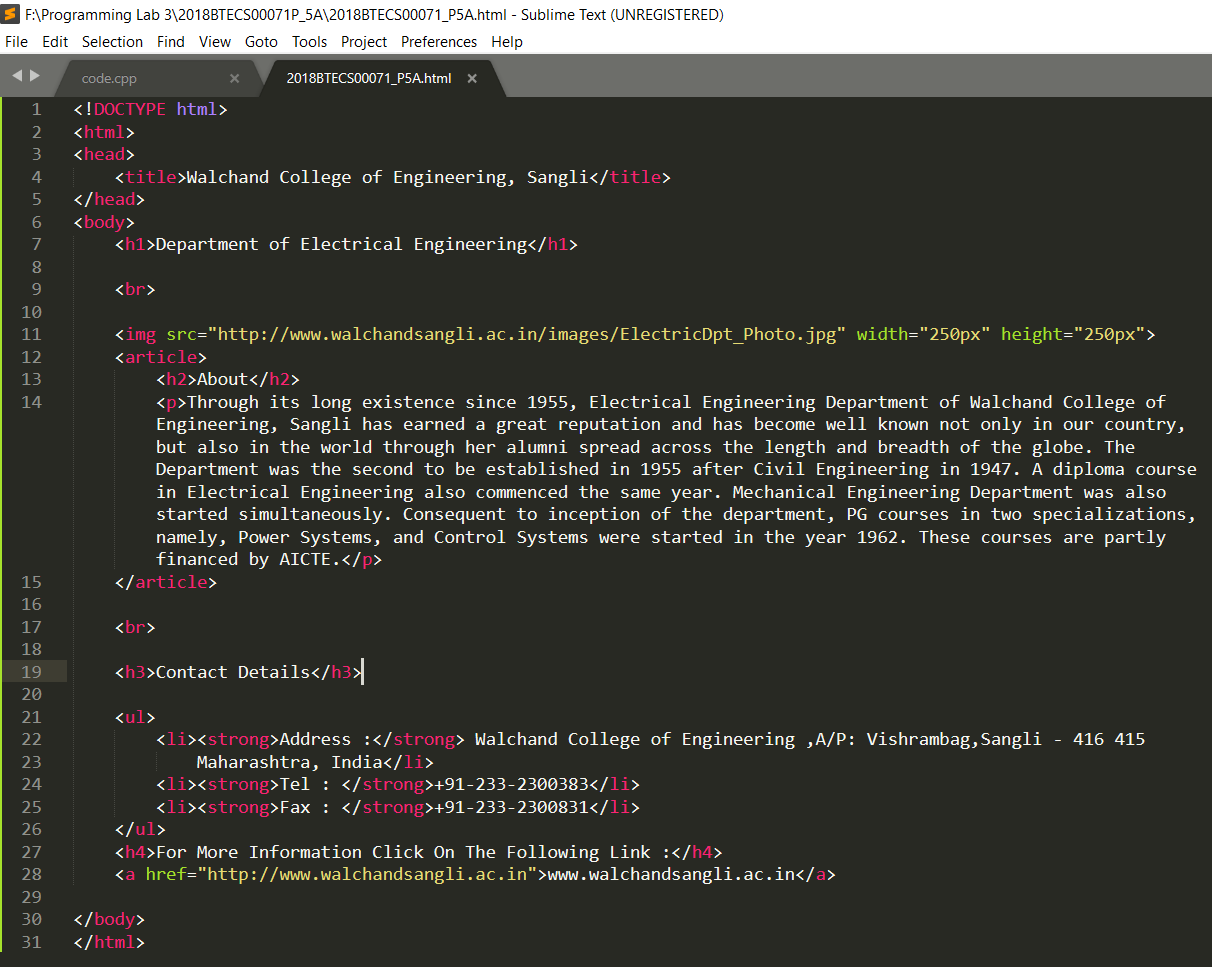 F:\Programming Lab 3\2018BTECS00071P_5A\2018BTECS00071_P5A.html - Sublime Text (UNREGISTERED)
File Edit Selection Find View Goto Tools Project Preferences Help
code.cpp × 2018BTECS00071_P5A.html ×
1 <!DOCTYPE html>
2 <html>
3 <head>
4 <title>Walchand College of Engineering, Sangli</title>
5 </head>
6 <body>
7 <h1>Department of Electrical Engineering</h1>
8
9 <br>
10
11 <img src="http://www.walchandsangli.ac.in/images/ElectricDpt_Photo.jpg" width="250px" height="250px">
12 <article>
13 <h2>About</h2>
14 <p>Through its long existence since 1955, Electrical Engineering Department of Walchand College of
Engineering, Sangli has earned a great reputation and has become well known not only in our country,
but also in the world through her alumni spread across the length and breadth of the globe. The
Department was the second to be established in 1955 after Civil Engineering in 1947. A diploma course
in Electrical Engineering also commenced the same year. Mechanical Engineering Department was also
started simultaneously. Consequent to inception of the department, PG courses in two specializations,
namely, Power Systems, and Control Systems were started in the year 1962. These courses are partly
financed by AICTE.</p>
15 </article>
16
17 <br>
18
19 <h3>Contact Details</h3>
20
21 <ul>
22 <li><strong>Address :</strong> Walchand College of Engineering ,A/P: Vishrambag,Sangli - 416 415
23 Maharashtra, India</li>
24 <li><strong>Tel : </strong>+91-233-2300383</li>
25 <li><strong>Fax : </strong>+91-233-2300831</li>
26 </ul>
27 <h4>For More Information Click On The Following Link :</h4>
28 <a href="http://www.walchandsangli.ac.in">www.walchandsangli.ac.in</a>
29
30 </body>
31 </html>